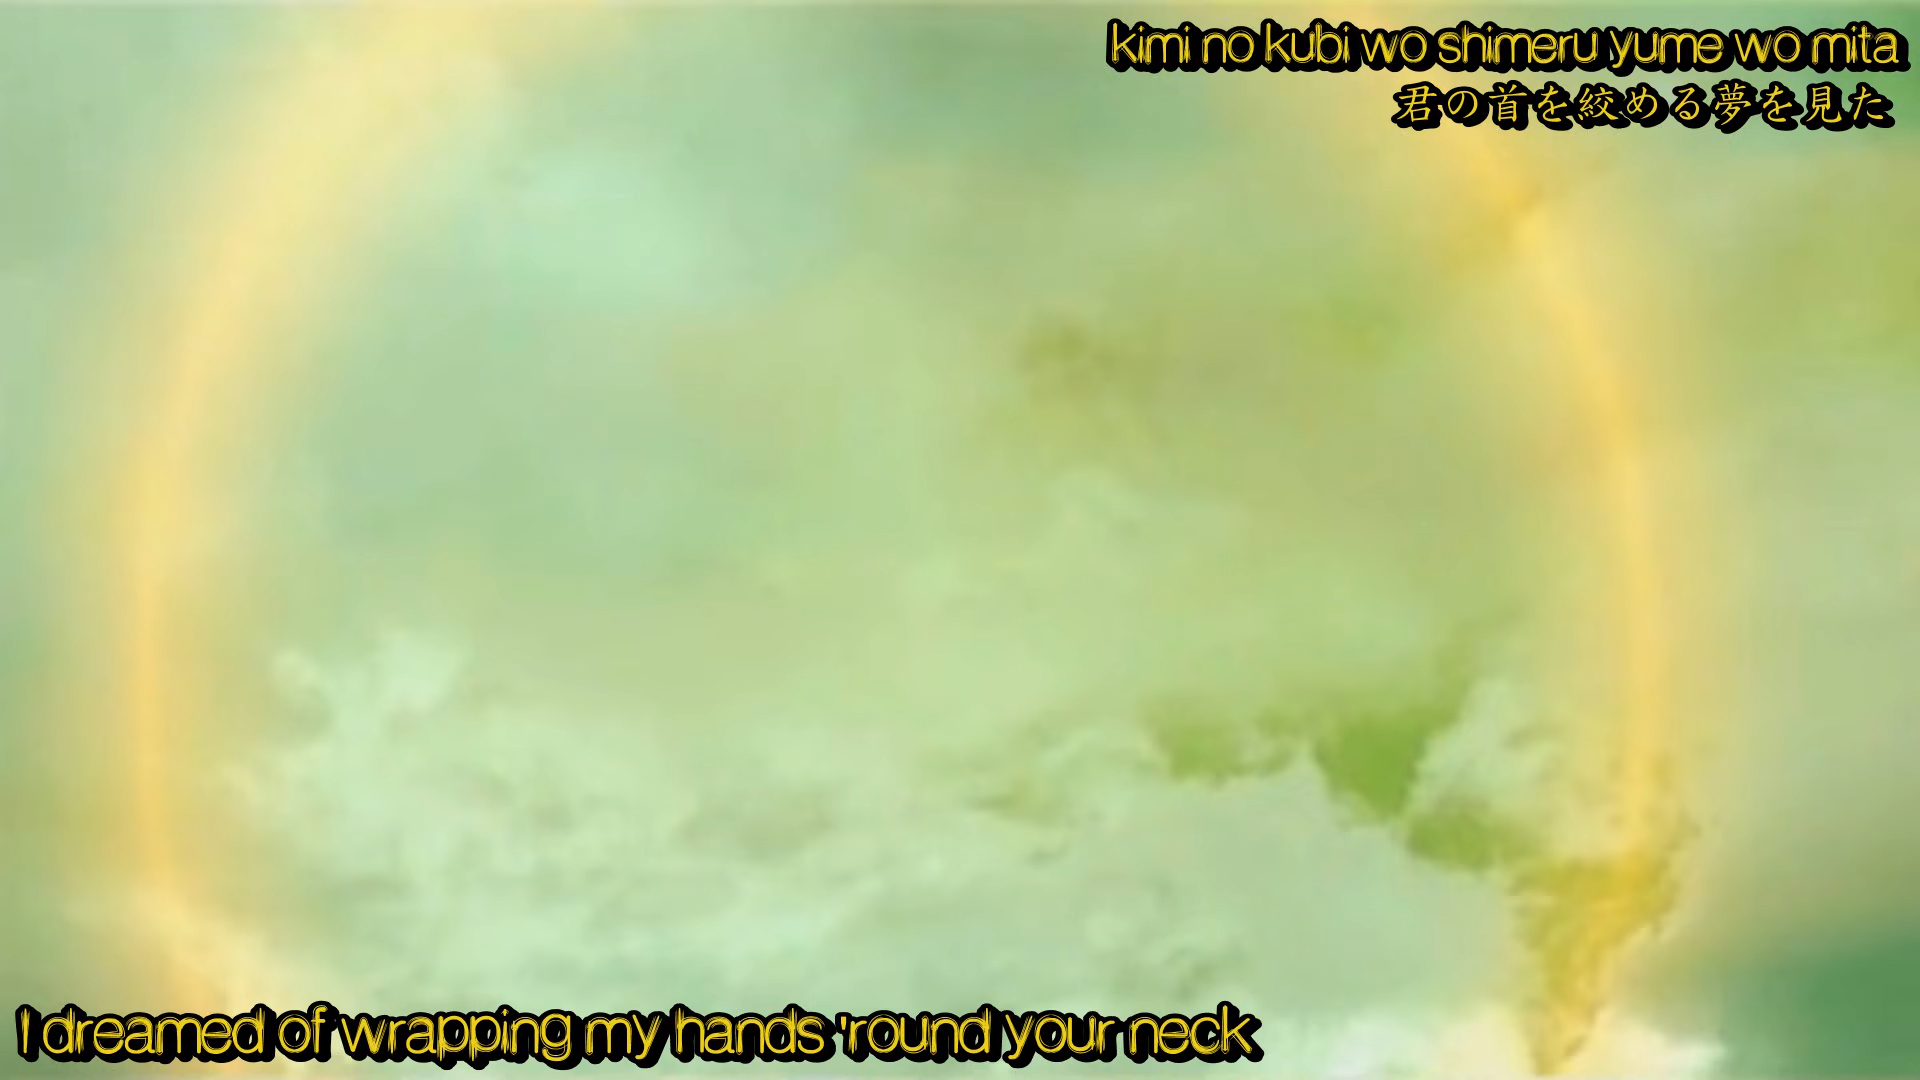 kimi no kubi wo shimeru yume wo mita
君の首を絞める夢を見た
I dreamed of wrapping my hands 'round your neck